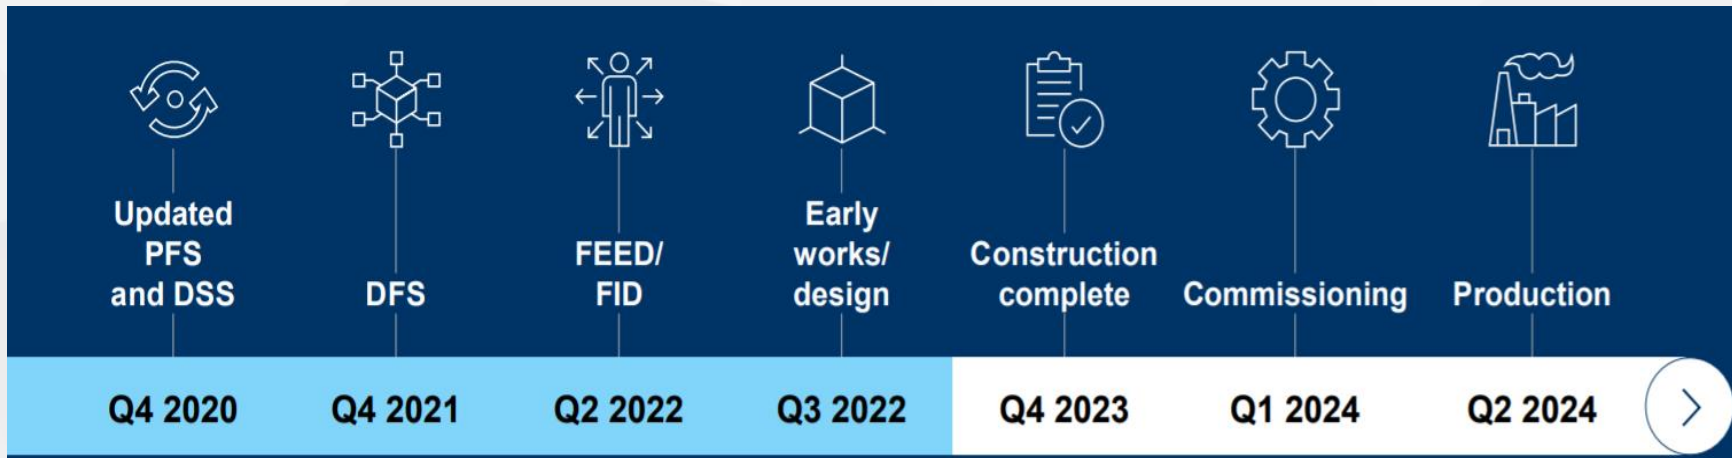 Updated
PFS
and DSS
DFS
FEED/
FID
Early
works/
design
Construction
complete
Commissioning
Production
Q4 2020
Q4 2021
Q2 2022
Q3 2022
Q4 2023
Q1 2024
Q2 2024